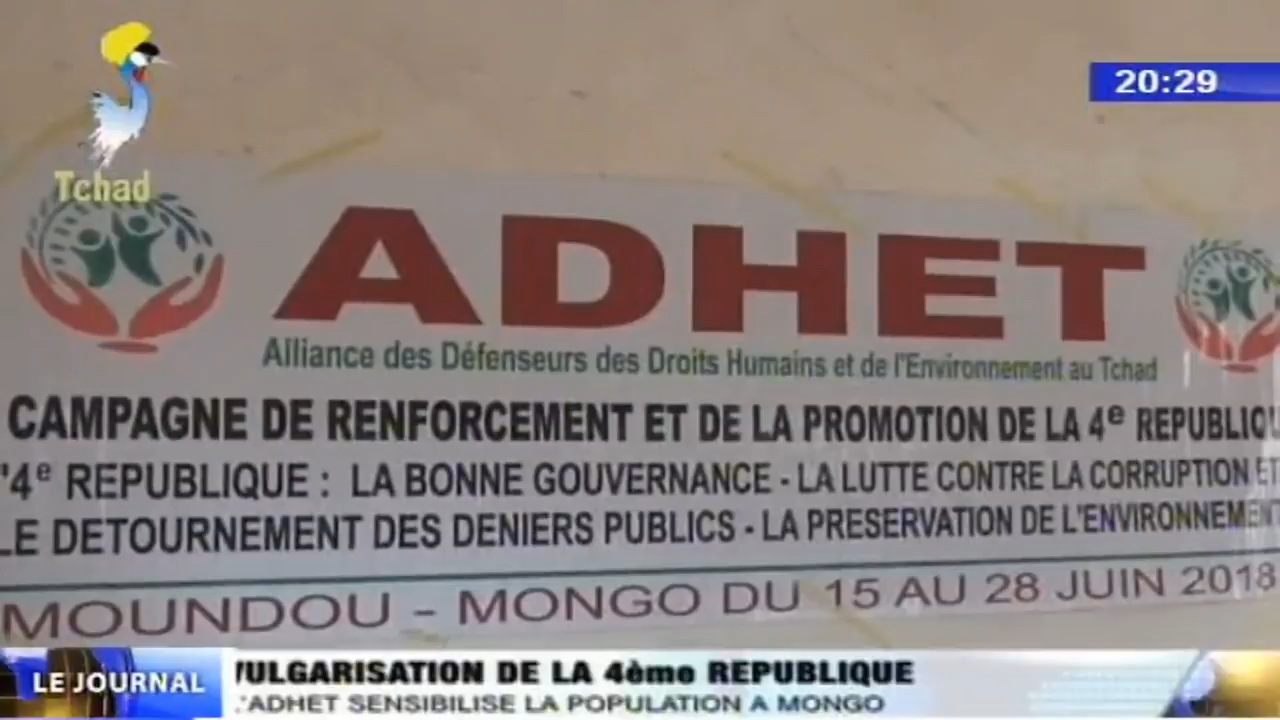 20:29
Tchad
ADHET
Alliance des Défenseurs des Droits Humains et de l'Environnement au Tchad
CAMPAGNE DE RENFORCEMENT ET DE LA PROMOTION DE LA 4e REPUBLIQU
"4e REPUBLIQUE : LA BONNE GOUVERNANCE - LA LUTTE CONTRE LA CORRUPTION ET
LE DETOURNEMENT DES DENIERS PUBLICS - LA PRESERVATION DE L'ENVIRONNEMENT
MOUNDOU - MONGO DU 15 AU 28 JUIN 2018
LE JOURNAL
VULGARISATION DE LA 4ème REPUBLIQUE
L'ADHET SENSIBILISE LA POPULATION A MONGO